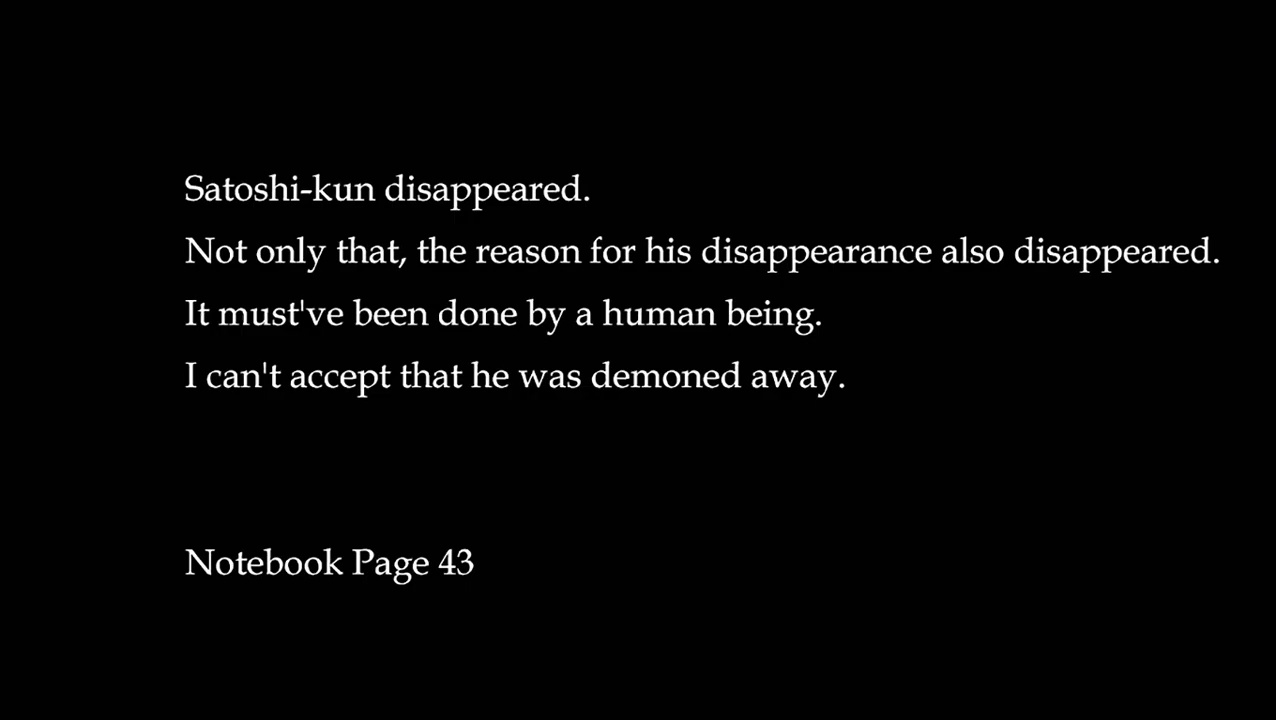 Satoshi-kun disappeared.
Not only that, the reason for his disappearance also disappeared.
It must've been done by a human being.
I can't accept that he was demoned away.
Notebook Page 43